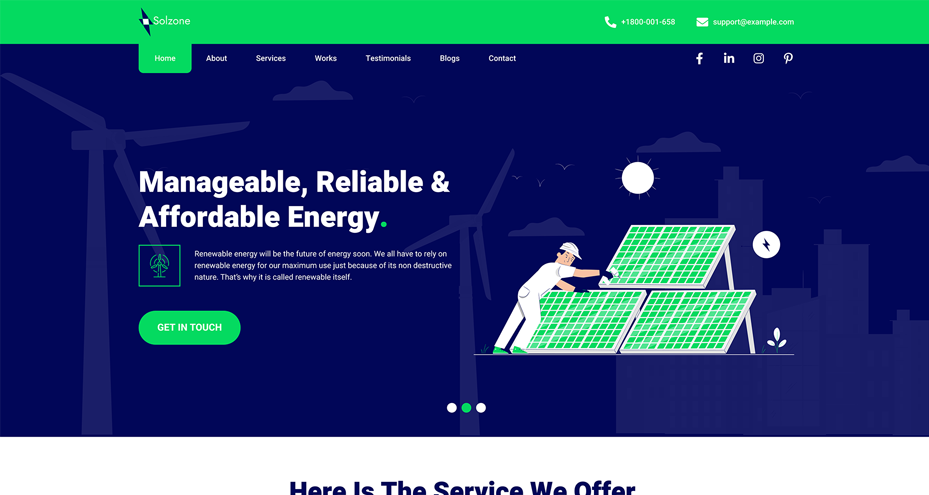 Solzone
+1800-001-658
support@example.com
Home
About
Services
Works
Testimonials
Blogs
Contact
Manageable, Reliable &
Affordable Energy.
Renewable energy will be the future of energy soon. We all have to rely on
renewable energy for our maximum use just because of its non destructive
nature. That's why it is called renewable itself.
GET IN TOUCH
Here Is The Service We Offer